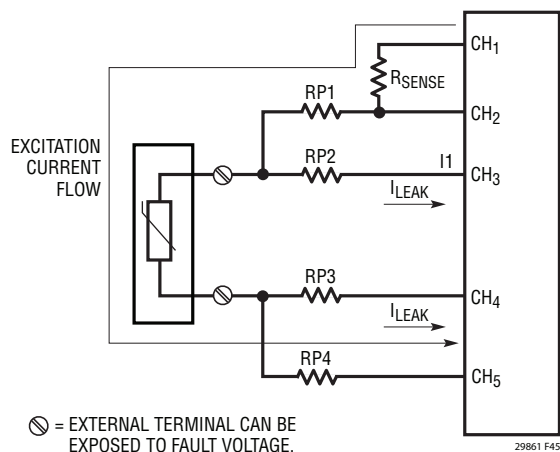 CH1
RSENSE
RP1
CH2
EXCITATION
CURRENT
FLOW
RP2
I1
CH3
ILEAK
RP3
CH4
ILEAK
RP4
CH5
= EXTERNAL TERMINAL CAN BE
EXPOSED TO FAULT VOLTAGE.
29861 F45